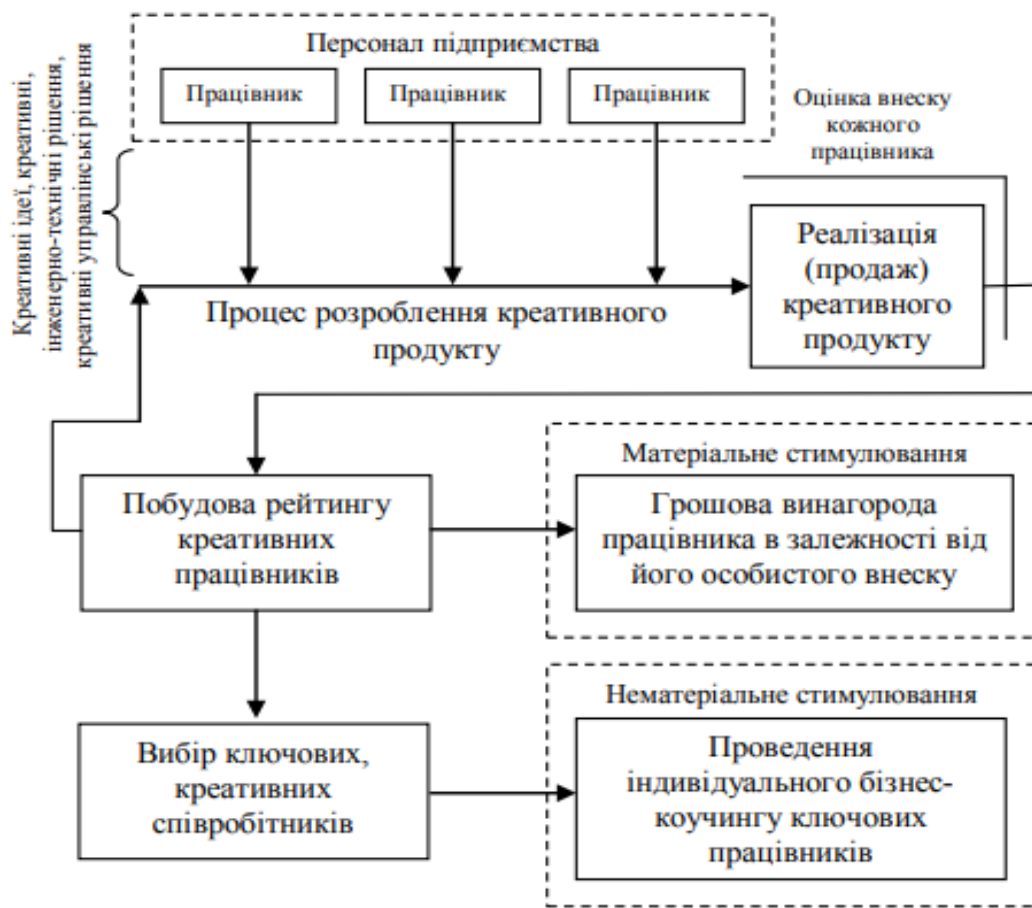 Персонал підприємства
Працівник
Працівник
Працівник
Оцінка внеску
кожного
працівника
Креативні ідеї, креативні,
інженерно-технічні рішення,
креативні управлінські рішення
Реалізація
(продаж)
креативного
продукту
Процес розроблення креативного
продукту
Побудова рейтингу
креативних
працівників
Матеріальне стимулювання
Грошова винагорода
працівника в залежності від
його особистого внеску
Вибір ключових,
креативних
співробітників
Нематеріальне стимулювання
Проведення
індивідуального бізнес-
коучингу ключових
працівників